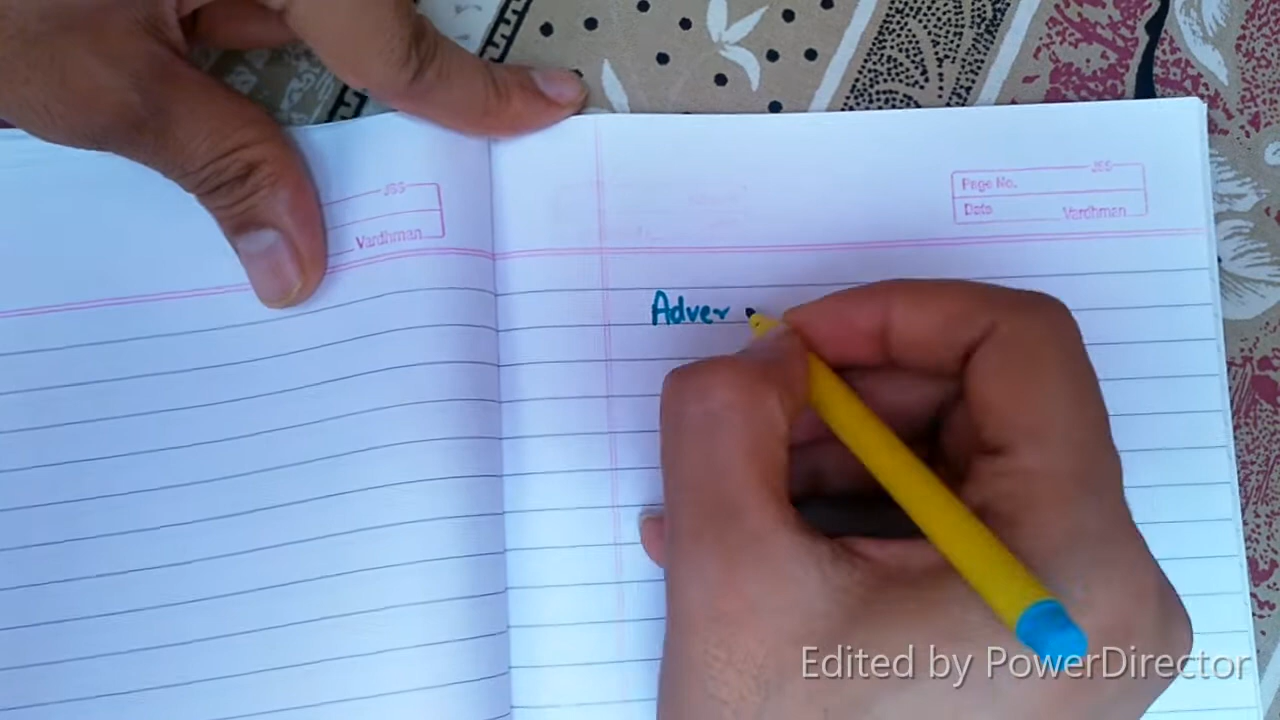 JSS
Vardhman
JSS
Page No.
Date Vardhman
Adver
Edited by PowerDirector